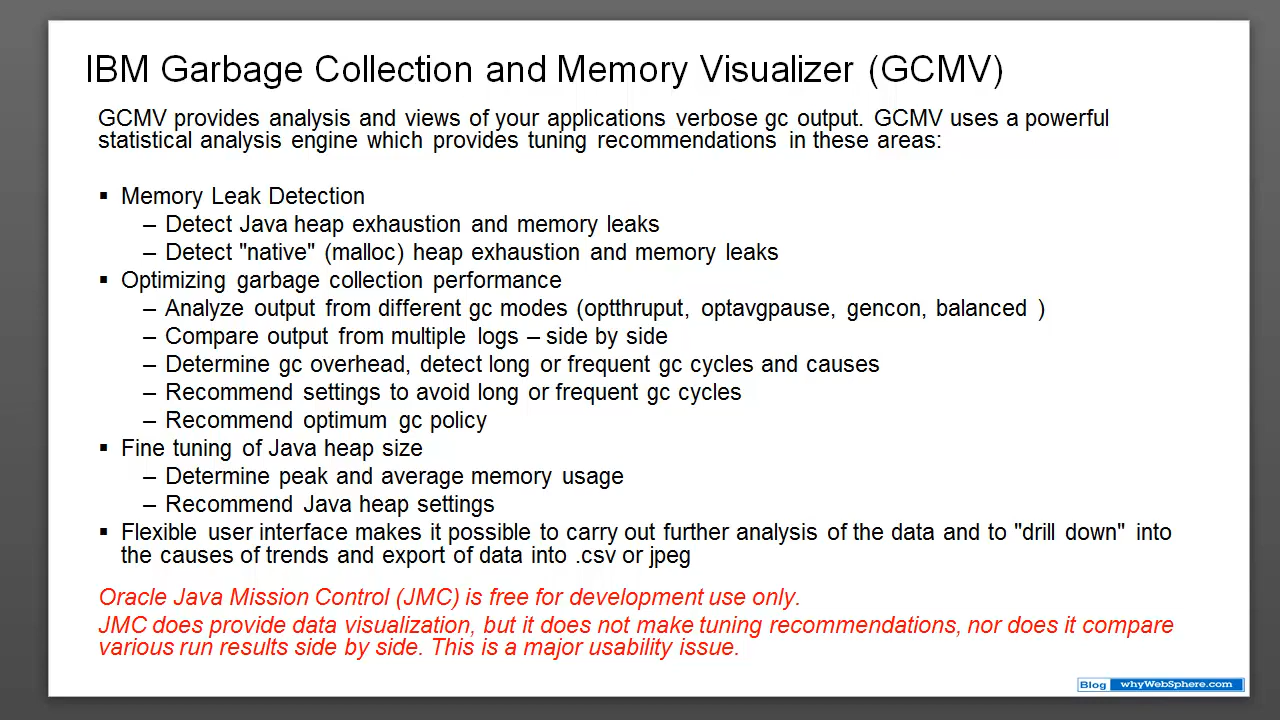 IBM Garbage Collection and Memory Visualizer (GCMV)
GCMV provides analysis and views of your applications verbose gc output. GCMV uses a powerful
statistical analysis engine which provides tuning recommendations in these areas:
▪ Memory Leak Detection
– Detect Java heap exhaustion and memory leaks
– Detect "native" (malloc) heap exhaustion and memory leaks
▪ Optimizing garbage collection performance
– Analyze output from different gc modes (optthruput, optavgpause, gencon, balanced )
– Compare output from multiple logs – side by side
– Determine gc overhead, detect long or frequent gc cycles and causes
– Recommend settings to avoid long or frequent gc cycles
– Recommend optimum gc policy
▪ Fine tuning of Java heap size
– Determine peak and average memory usage
– Recommend Java heap settings
▪ Flexible user interface makes it possible to carry out further analysis of the data and to "drill down" into
the causes of trends and export of data into .csv or jpeg
Oracle Java Mission Control (JMC) is free for development use only.
JMC does provide data visualization, but it does not make tuning recommendations, nor does it compare
various run results side by side. This is a major usability issue.
Blog whyWebSphere.com